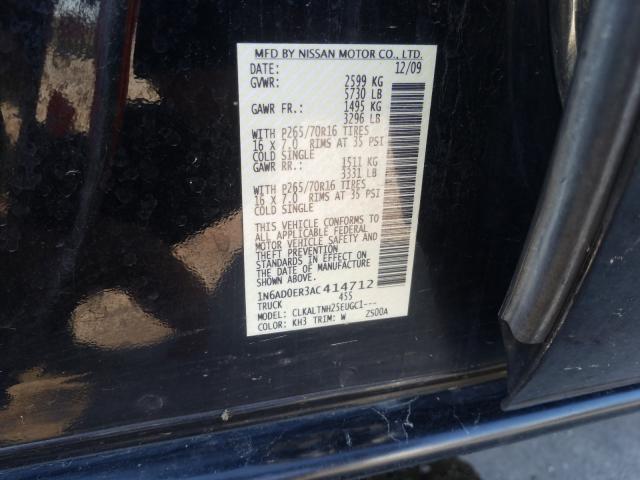 MFD BY NISSAN MOTOR CO., LTD.
DATE: 12/09
GVWR: 2599 KG
5730 LB
GAWR FR.: 1495 KG
3296 LB
WITH P265/70R16 TIRES
16 X 7.0 RIMS AT 35 PSI
COLD SINGLE
GAWR RR.: 1511 KG
3331 LB
WITH P265/70R16 TIRES
16 X 7.0 RIMS AT 35 PSI
COLD SINGLE
THIS VEHICLE CONFORMS TO
ALL APPLICABLE FEDERAL
MOTOR VEHICLE SAFETY AND
THEFT PREVENTION
STANDARDS IN EFFECT ON
THE DATE OF MANUFACTURE
SHOWN ABOVE.
1N6AD0ER3AC414712
TRUCK 455
MODEL: CLKALTNH25EUGC1---
COLOR: KH3 TRIM: W 2500A